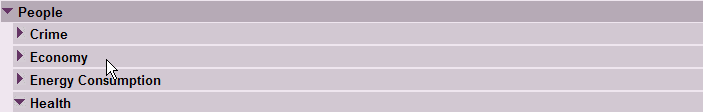 People
Crime
Economy
Energy Consumption
Health